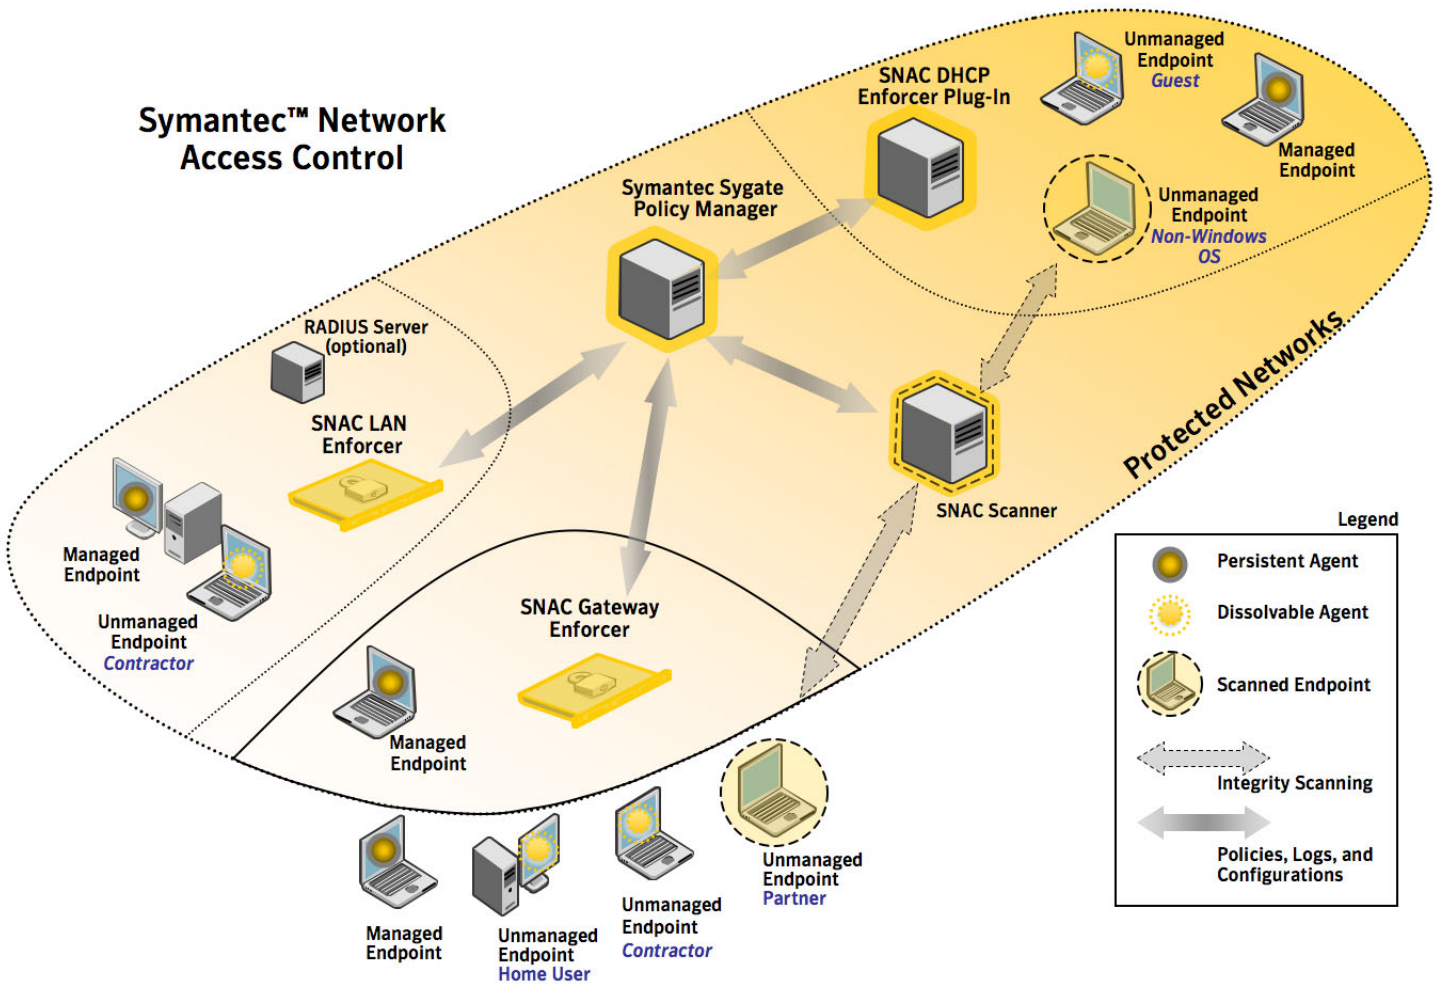 Symantec™ Network
Access Control
SNAC DHCP
Enforcer Plug-In
Unmanaged
Endpoint
Guest
Managed
Endpoint
Unmanaged
Endpoint
Non-Windows
OS
Symantec Sygate
Policy Manager
RADIUS Server
(optional)
SNAC LAN
Enforcer
Protected Networks
SNAC Scanner
Managed
Endpoint
Unmanaged
Endpoint
Contractor
SNAC Gateway
Enforcer
Managed
Endpoint
Managed
Endpoint
Unmanaged
Endpoint
Home User
Unmanaged
Endpoint
Contractor
Unmanaged
Endpoint
Partner
Legend
Persistent Agent
Dissolvable Agent
Scanned Endpoint
Integrity Scanning
Policies, Logs, and
Configurations